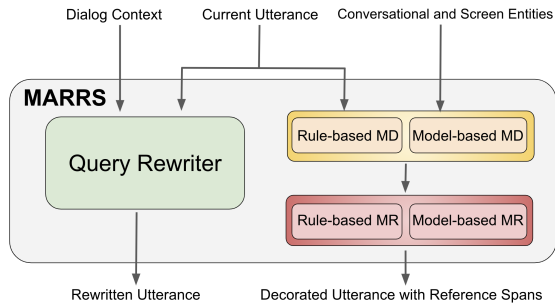 Dialog Context
Current Utterance
Conversational and Screen Entities
MARRS
Query Rewriter
Rule-based MD
Model-based MD
Rule-based MR
Model-based MR
Rewritten Utterance
Decorated Utterance with Reference Spans